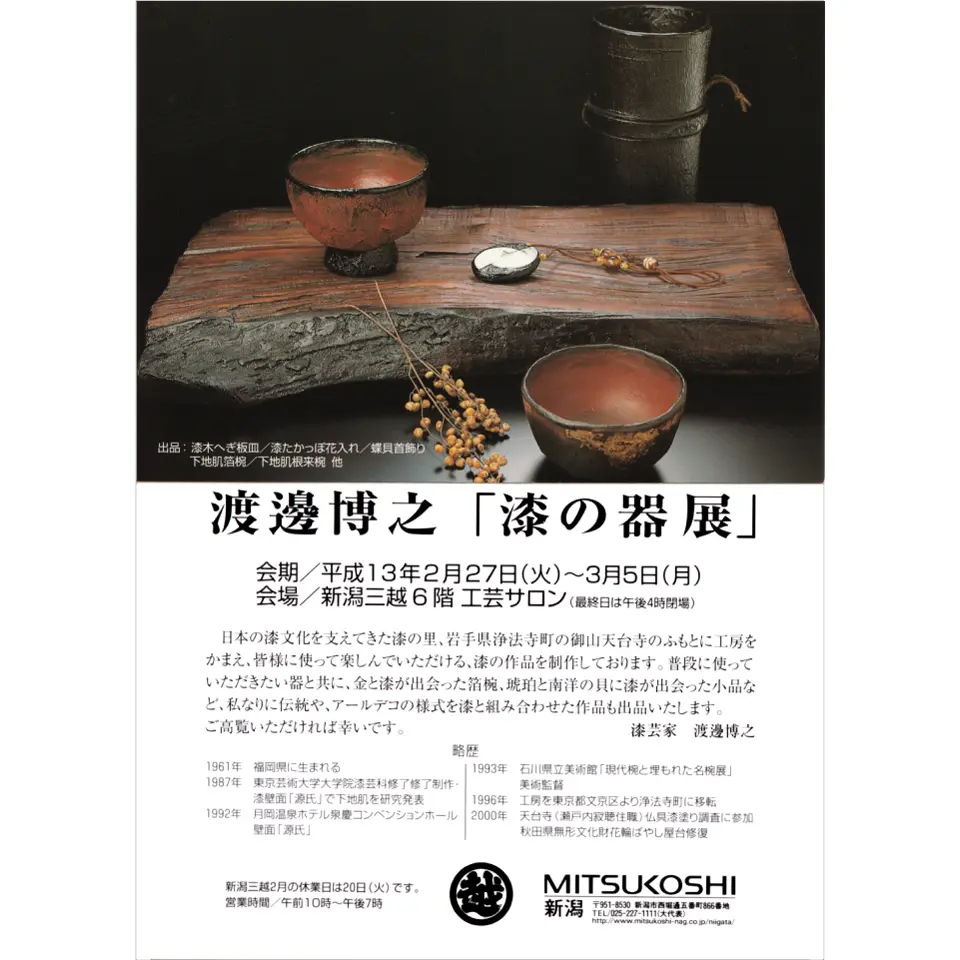 出品:漆木へぎ板皿/漆たかっぽ花入れ/蝶貝首飾り
下地肌箔椀/下地肌根来椀 他
渡邊博之「漆の器展」
会期/平成13年2月27日(火)～3月5日(月)
会場/新潟三越6階 工芸サロン(最終日は午後4時閉場)
日本の漆文化を支えてきた漆の里、岩手県浄法寺町の御山天台寺のふもとに工房を
かまえ、皆様に使って楽しんでいただける、漆の作品を制作しております。普段に使って
いただきたい器と共に、金と漆が出会った箔椀、琥珀と南洋の貝に漆が出会った小品な
ど、私なりに伝統や、アールデコの様式を漆と組み合わせた作品も出品いたします。
ご高覧いただければ幸いです。 漆芸家 渡邊博之
略歴
1961年 福岡県に生まれる
1987年 東京芸術大学大学院漆芸科修了修了制作・
漆壁面「源氏」で下地肌を研究発表
1992年 月岡温泉ホテル泉慶コンベンションホール
壁面「源氏」
1993年 石川県立美術館「現代椀と埋もれた名椀展」
美術監督
1996年 工房を東京都文京区より浄法寺町に移転
2000年 天台寺(瀬戸内寂聴住職)仏具漆塗り調査に参加
秋田県無形文化財花輪ばやし屋台修復
新潟三越2月の休業日は20日(火)です。
営業時間/午前10時～午後7時
越
MITSUKOSHI
新潟
〒951-8530 新潟市西堀通五番町866番地
TEL/025-227-1111(大代表)
http://www.mitsukoshi-nag.co.jp/niigata/